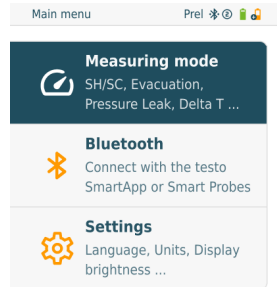 Main menu Prel
Measuring mode
SH/SC, Evacuation,
Pressure Leak, Delta T ...
Bluetooth
Connect with the testo
SmartApp or Smart Probes
Settings
Language, Units, Display
brightness ...